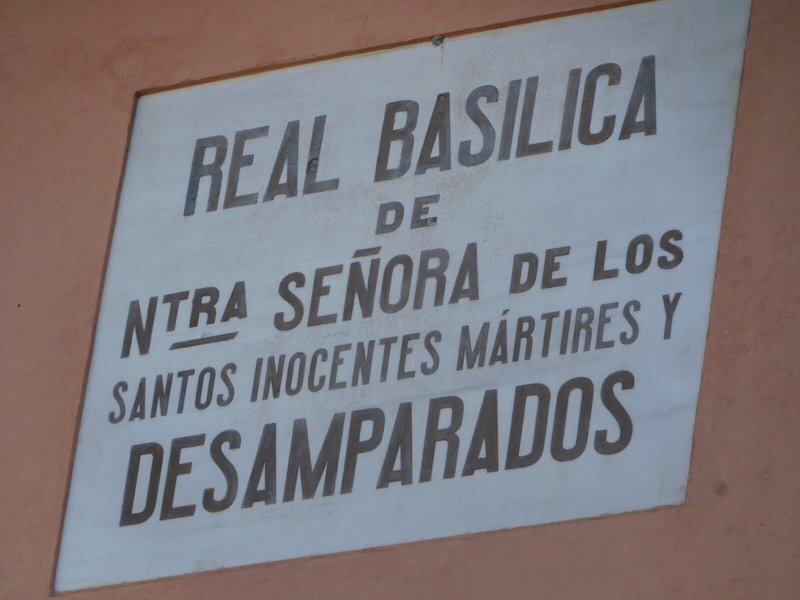 REAL BASILICA
DE
NTRA SEÑORA DE LOS
SANTOS INOCENTES MÁRTIRES Y
DESAMPARADOS